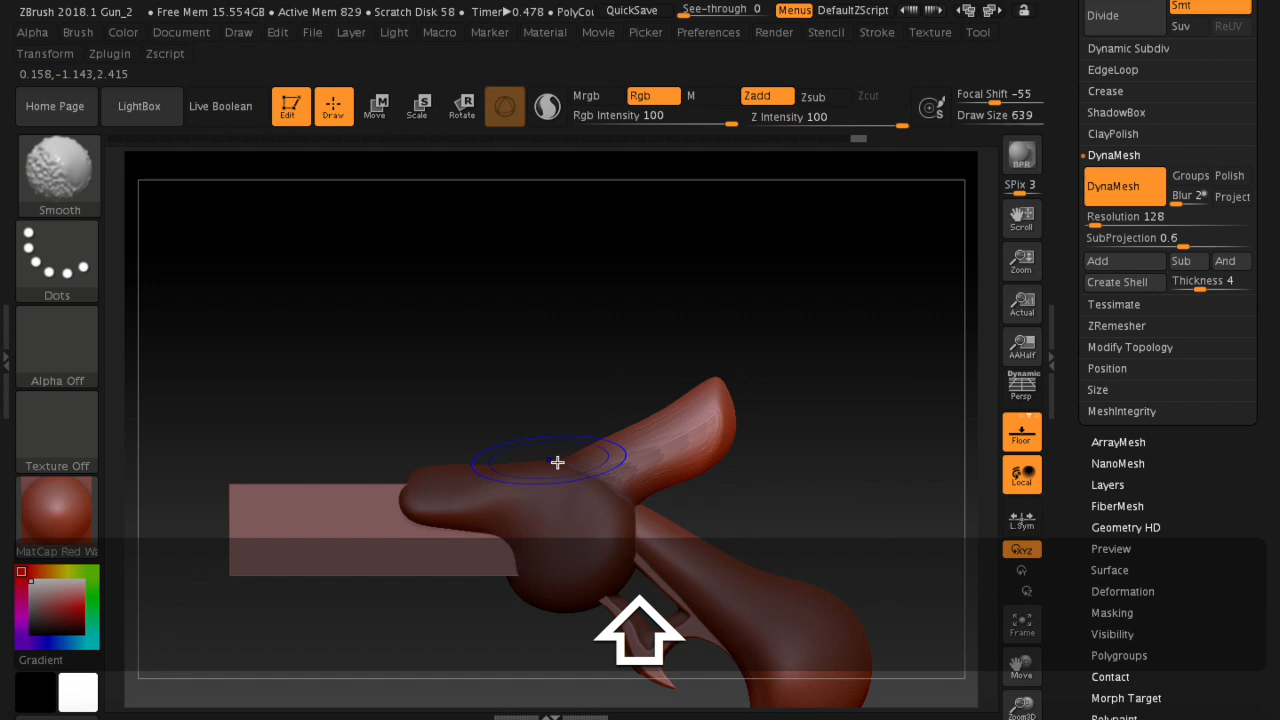 ZBrush 2018.1 Gun_2 • Free Mem 15.554GB • Active Mem 829 • Scratch Disk 58 • Timer▶0.478 • PolyCou QuickSave See-through 0 Menus DefaultZScript
Alpha Brush Color Document Draw Edit File Layer Light Macro Marker Material Movie Picker Preferences Render Stencil Stroke Texture Tool
Transform Zplugin Zscript
0.158,-1.143,2.415
Home Page LightBox Live Boolean Edit Draw Move Scale Rotate
M S R
Mrgb Rgb M Zadd Zsub Zcut Focal Shift -55
Rgb Intensity 100 Z Intensity 100 S Draw Size 639
Smooth
Dots
Alpha Off
Texture Off
MatCap Red Wa
Gradient
BPR
SPix 3
Scroll
Zoom
Actual
AAHalf
Dynamic
Persp
Floor
Local
L.Sym
XYZ
Frame
Move
Zoom3D
Divide Smt
Suv ReUV
Dynamic Subdiv
EdgeLoop
Crease
ShadowBox
ClayPolish
DynaMesh
DynaMesh Groups Polish
Blur 2 Project
Resolution 128
SubProjection 0.6
Add Sub And
Create Shell Thickness 4
Tessimate
ZRemesher
Modify Topology
Position
Size
MeshIntegrity
ArrayMesh
NanoMesh
Layers
FiberMesh
Geometry HD
Preview
Surface
Deformation
Masking
Visibility
Polygroups
Contact
Morph Target
Polypaint